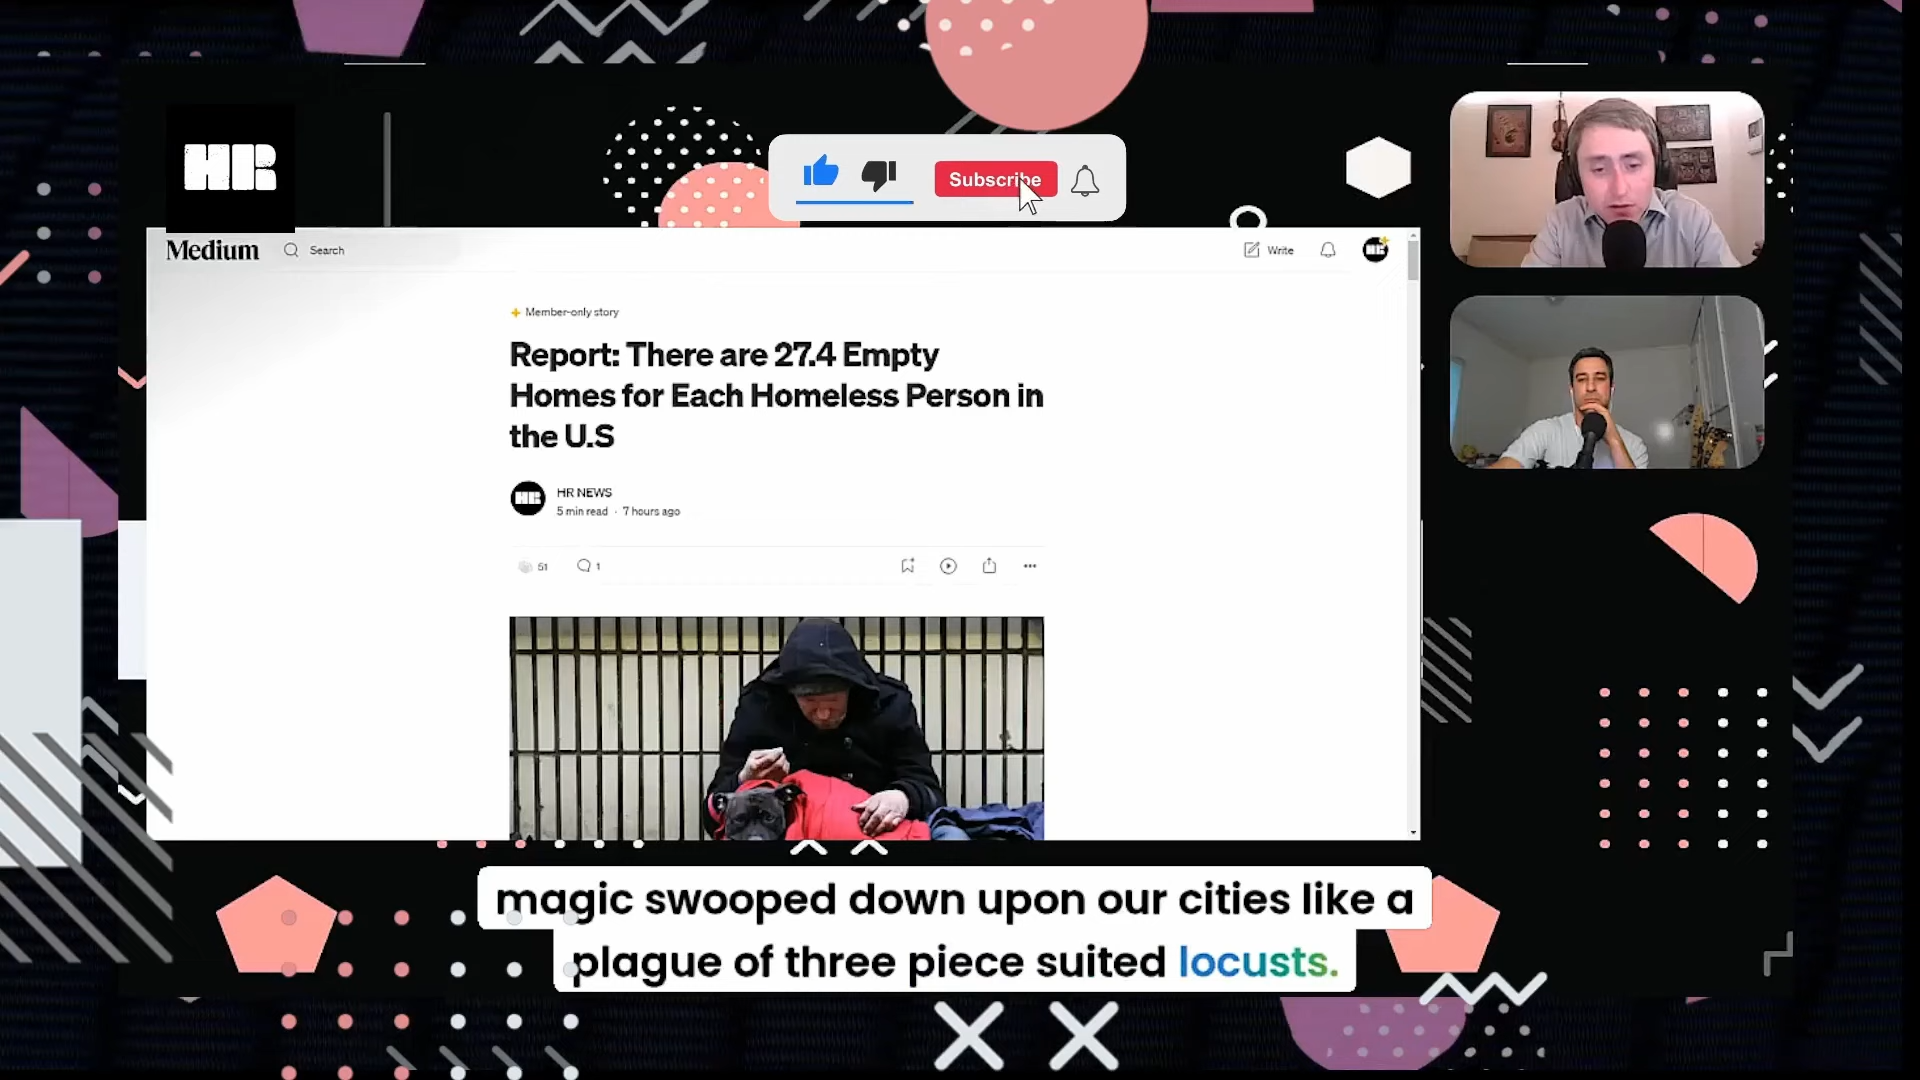 HR
Subscribe
Medium
Search
Write
HR
Member-only story
Report: There are 27.4 Empty
Homes for Each Homeless Person in
the U.S
HR
HR NEWS
5 min read · 7 hours ago
51
1
magic swooped down upon our cities like a
plague of three piece suited locusts.